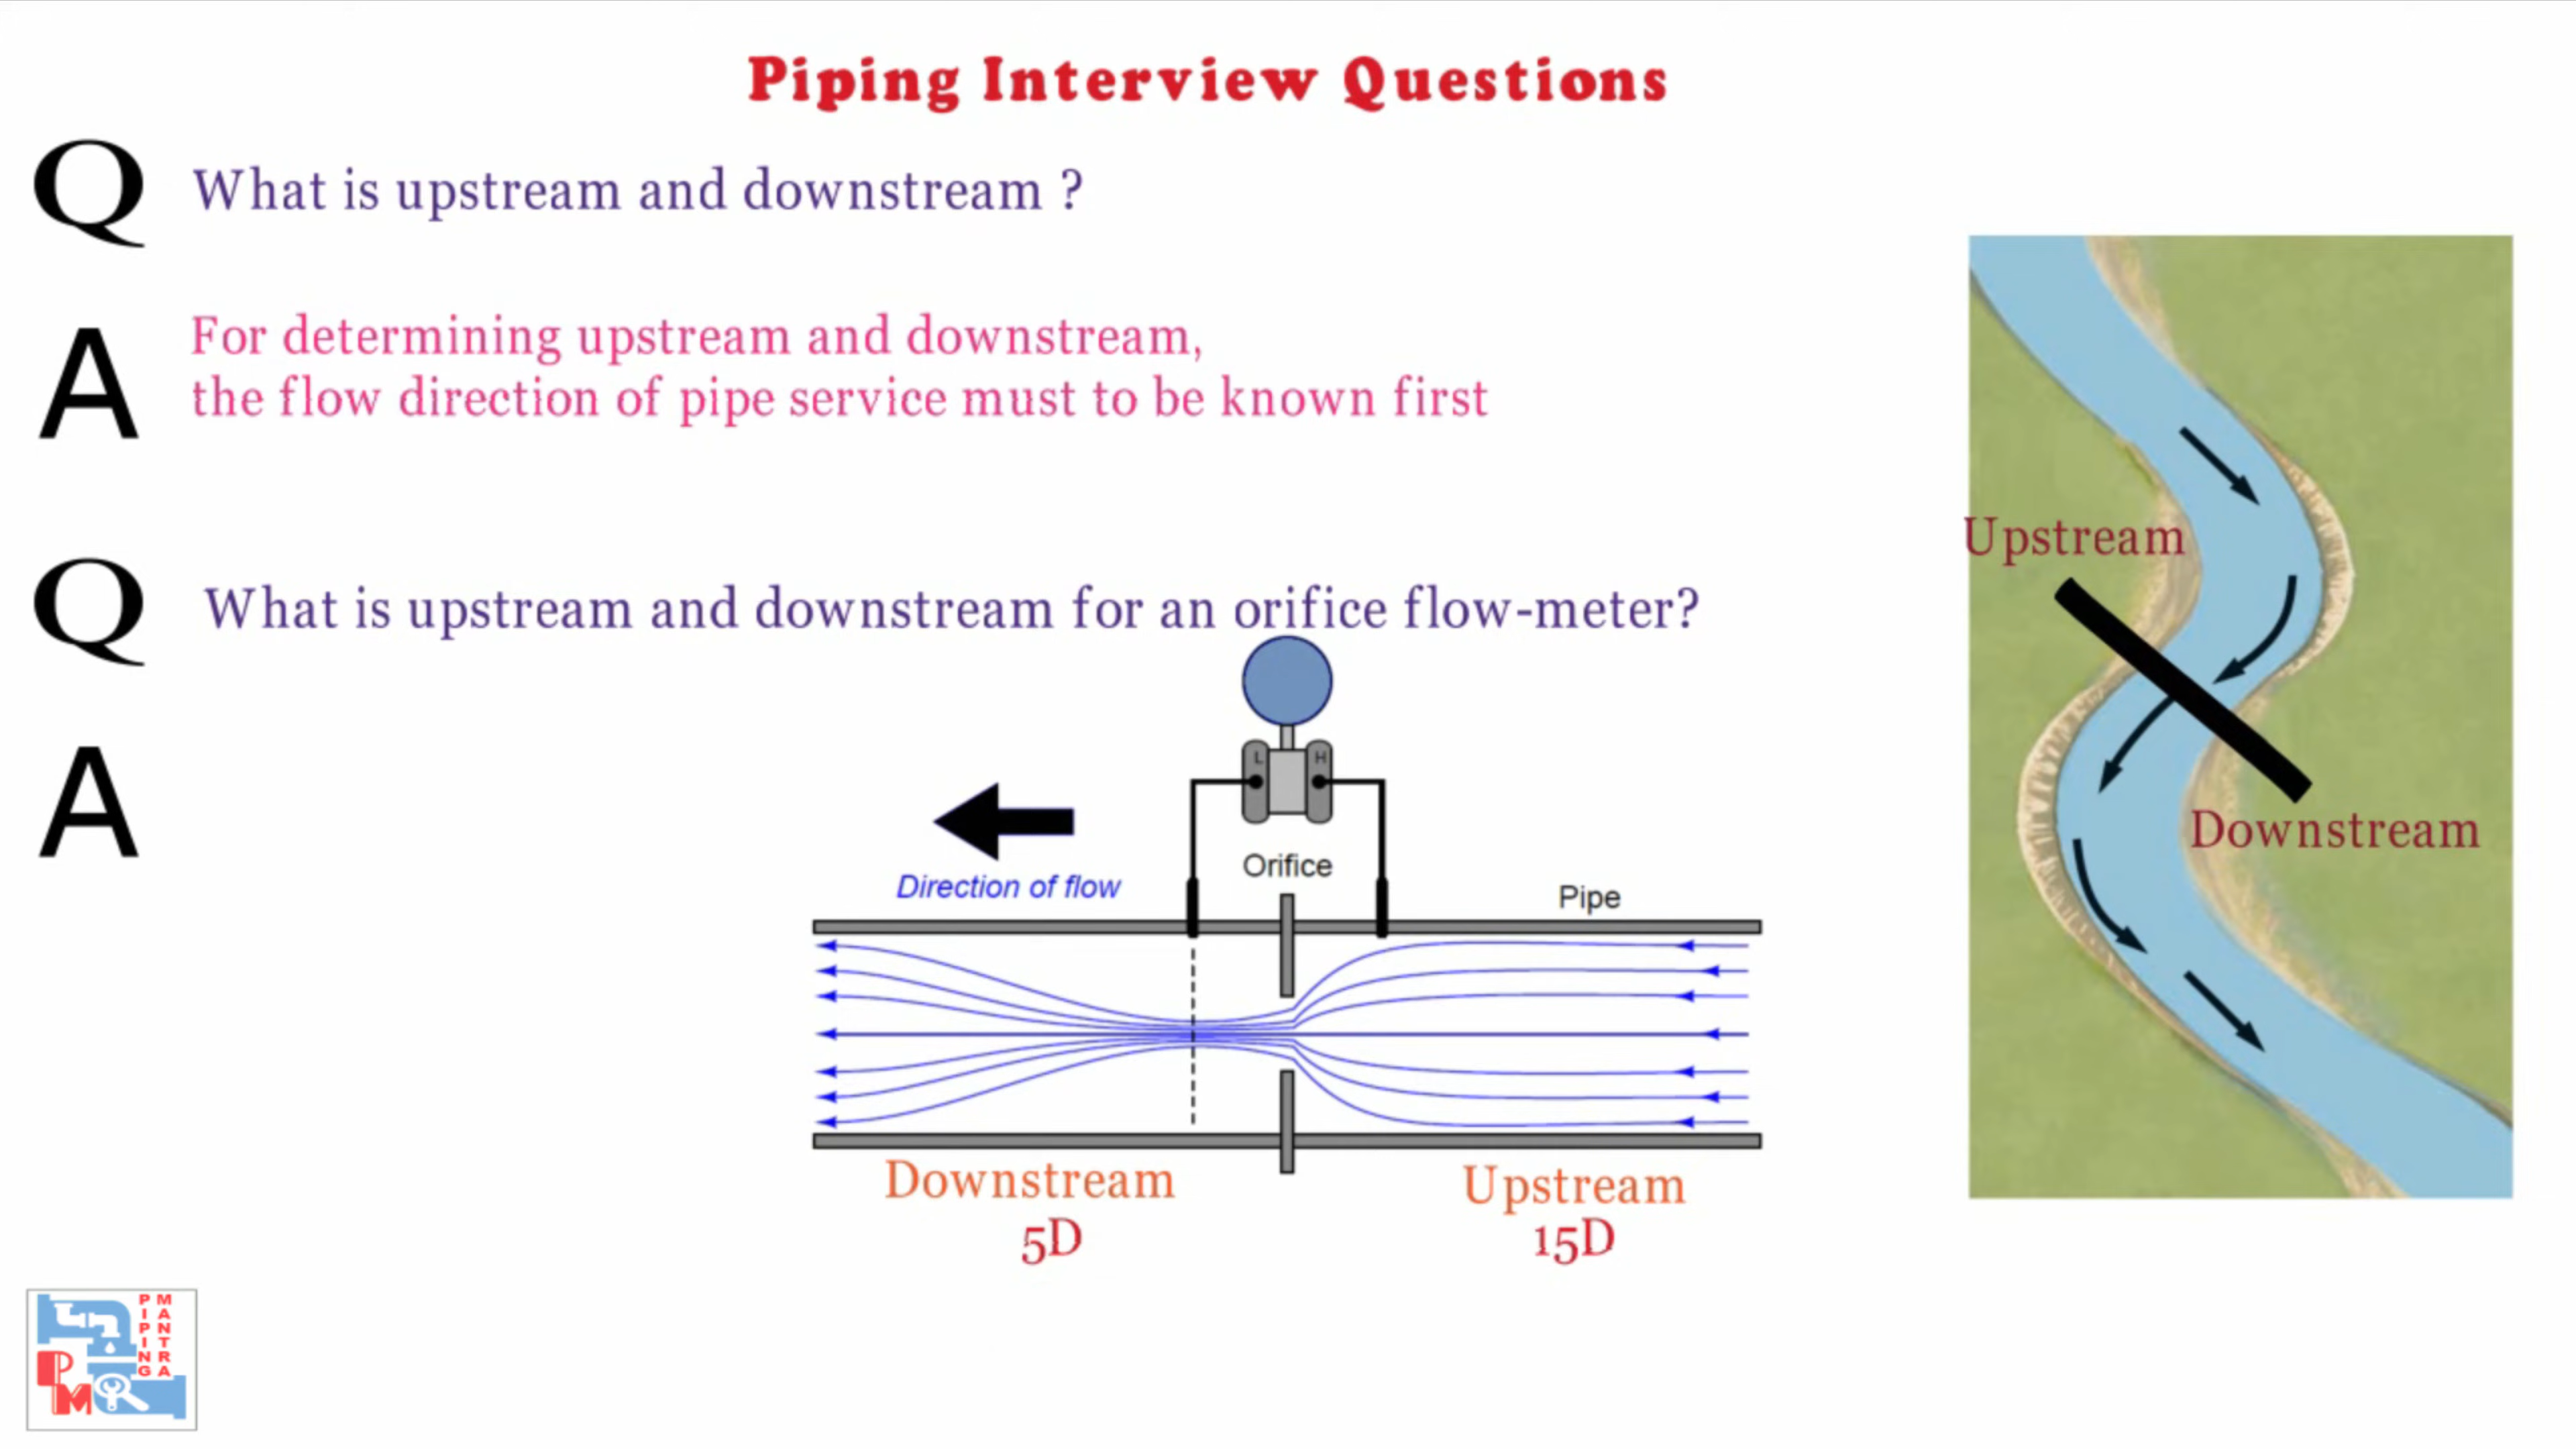 Piping Interview Questions
Q
What is upstream and downstream ?
A
For determining upstream and downstream,
the flow direction of pipe service must to be known first
Q
What is upstream and downstream for an orifice flow-meter?
A
L
H
Direction of flow
Orifice
Pipe
Downstream
5D
Upstream
15D
Upstream
Downstream
PIPING
MANTRA
PM